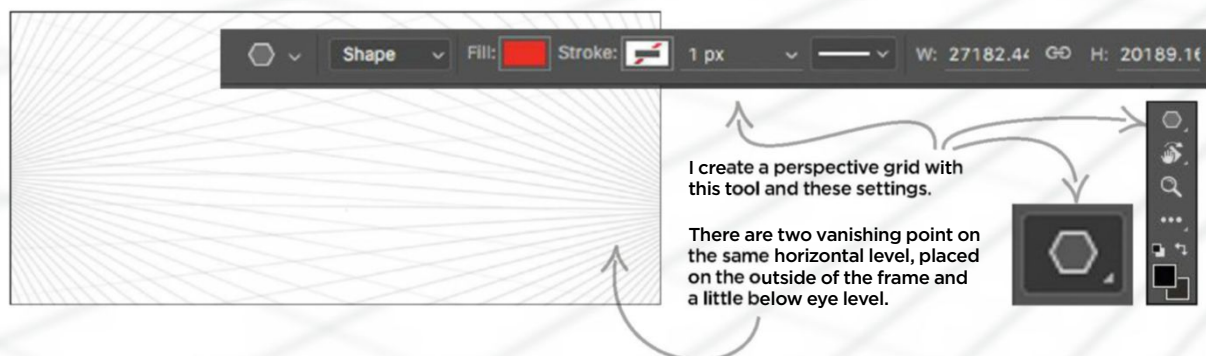 Shape Fill: Stroke: 1 px W: 27182.44 H: 20189.16
I create a perspective grid with
this tool and these settings.
There are two vanishing point on
the same horizontal level, placed
on the outside of the frame and
a little below eye level.